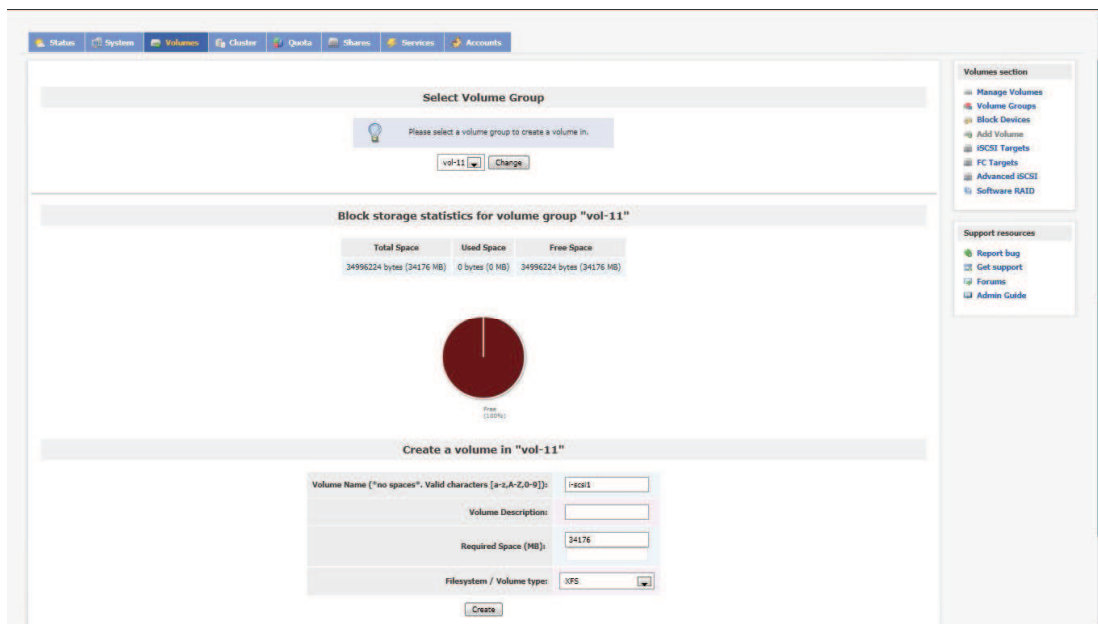 Status System Volumes Cluster Quota Shares Services Accounts
Select Volume Group
Please select a volume group to create a volume in.
vol-11 Change
Block storage statistics for volume group "vol-11"
Total Space Used Space Free Space
34996224 bytes (34176 MB) 0 bytes (0 MB) 34996224 bytes (34176 MB)
Free
(100%)
Create a volume in "vol-11"
Volume Name (*no spaces*. Valid characters [a-z,A-Z,0-9]): i-scsi1
Volume Description:
Required Space (MB): 34176
Filesystem / Volume type: XFS
Create
Volumes section
Manage Volumes
Volume Groups
Block Devices
Add Volume
iSCSI Targets
FC Targets
Advanced iSCSI
Software RAID
Support resources
Report bug
Get support
Forums
Admin Guide